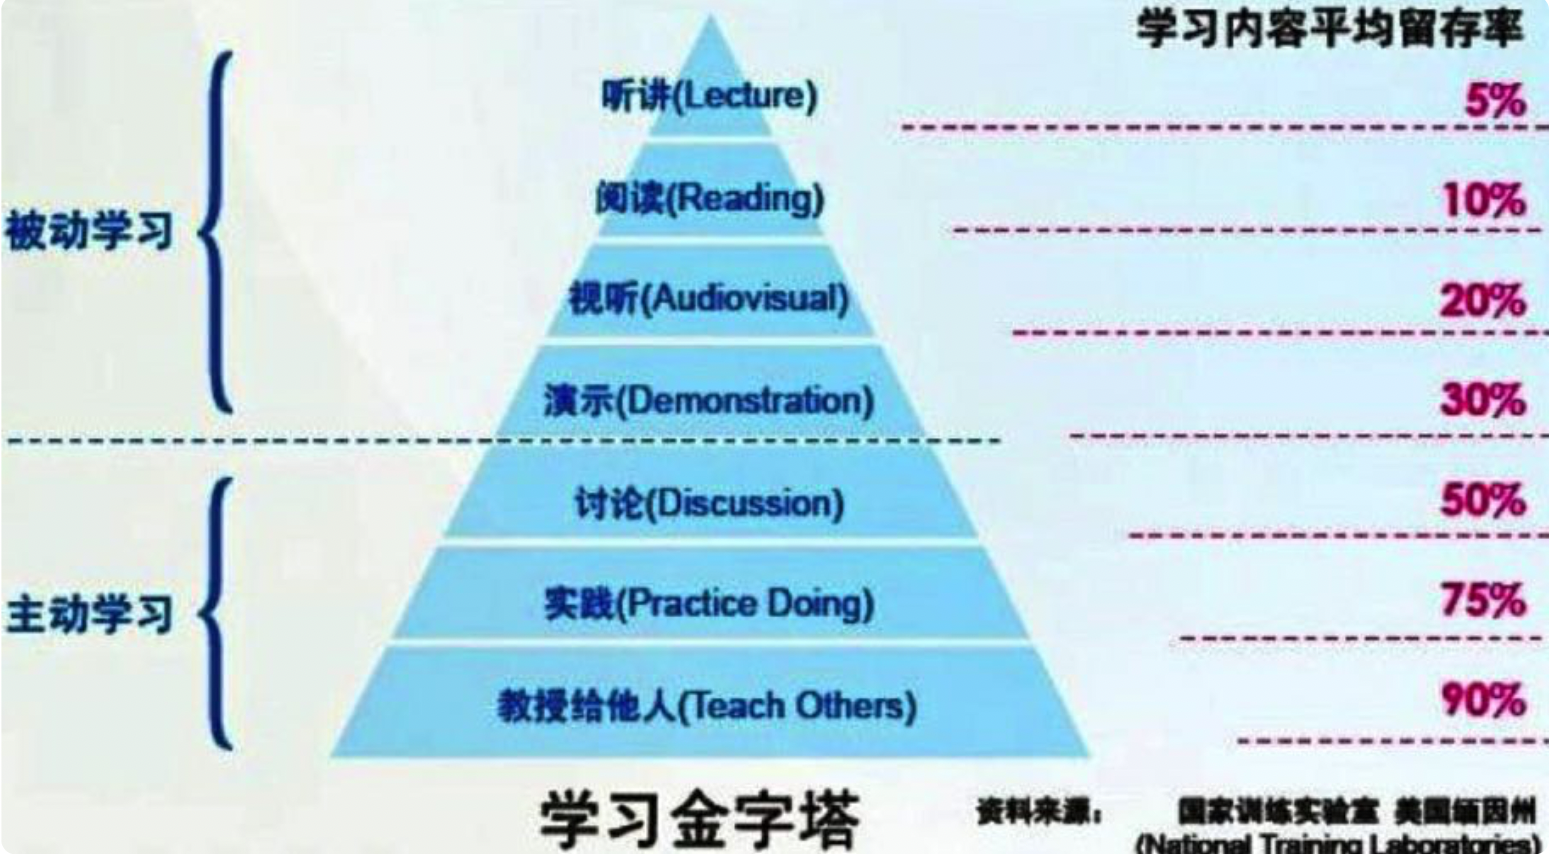 学习内容平均留存率
听讲(Lecture)
5%
阅读(Reading)
10%
被动学习
视听(Audiovisual)
20%
演示(Demonstration)
30%
讨论(Discussion)
50%
主动学习
实践(Practice Doing)
75%
教授给他人(Teach Others)
90%
学习金字塔
资料来源： 国家训练实验室 美国缅因州
(National Training Laboratories)